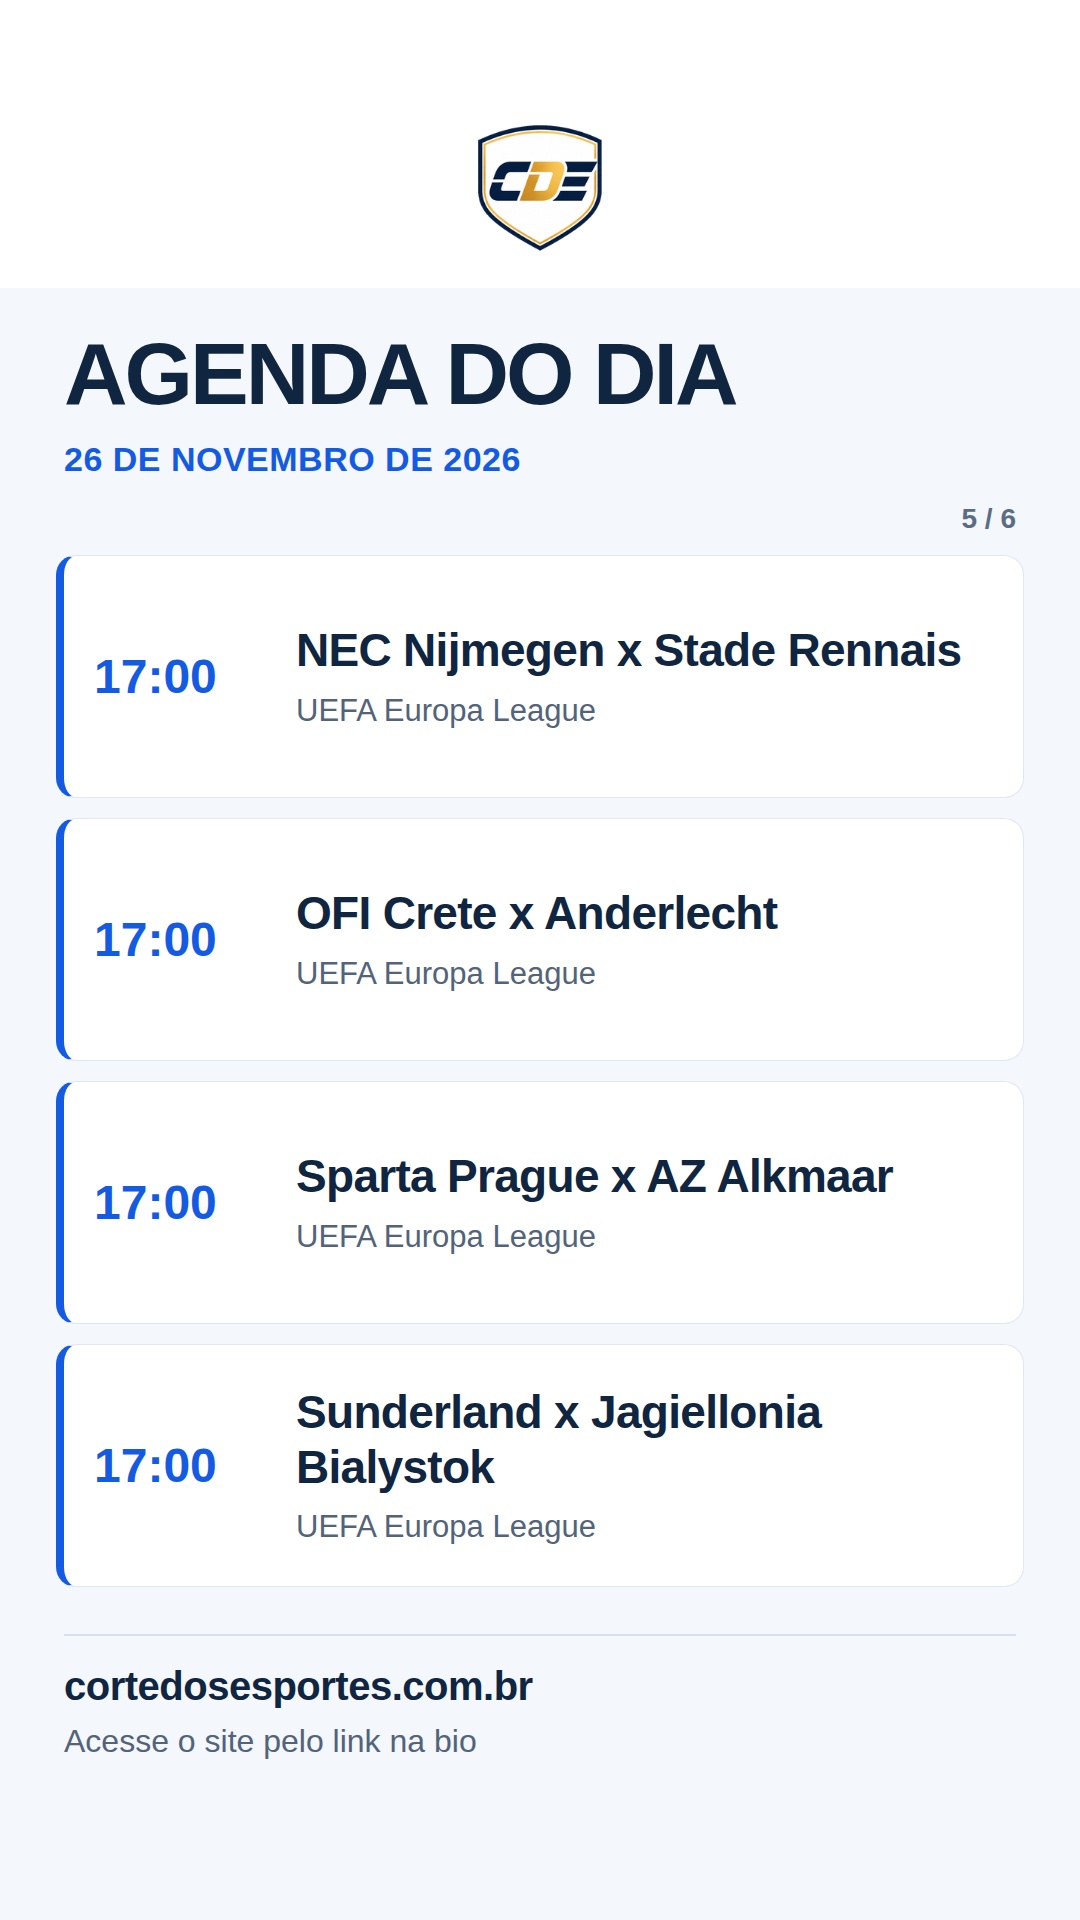 CDE
AGENDA DO DIA
26 DE NOVEMBRO DE 2026
5 / 6
17:00
NEC Nijmegen x Stade Rennais
UEFA Europa League
17:00
OFI Crete x Anderlecht
UEFA Europa League
17:00
Sparta Prague x AZ Alkmaar
UEFA Europa League
17:00
Sunderland x Jagiellonia
Bialystok
UEFA Europa League
cortedosesportes.com.br
Acesse o site pelo link na bio